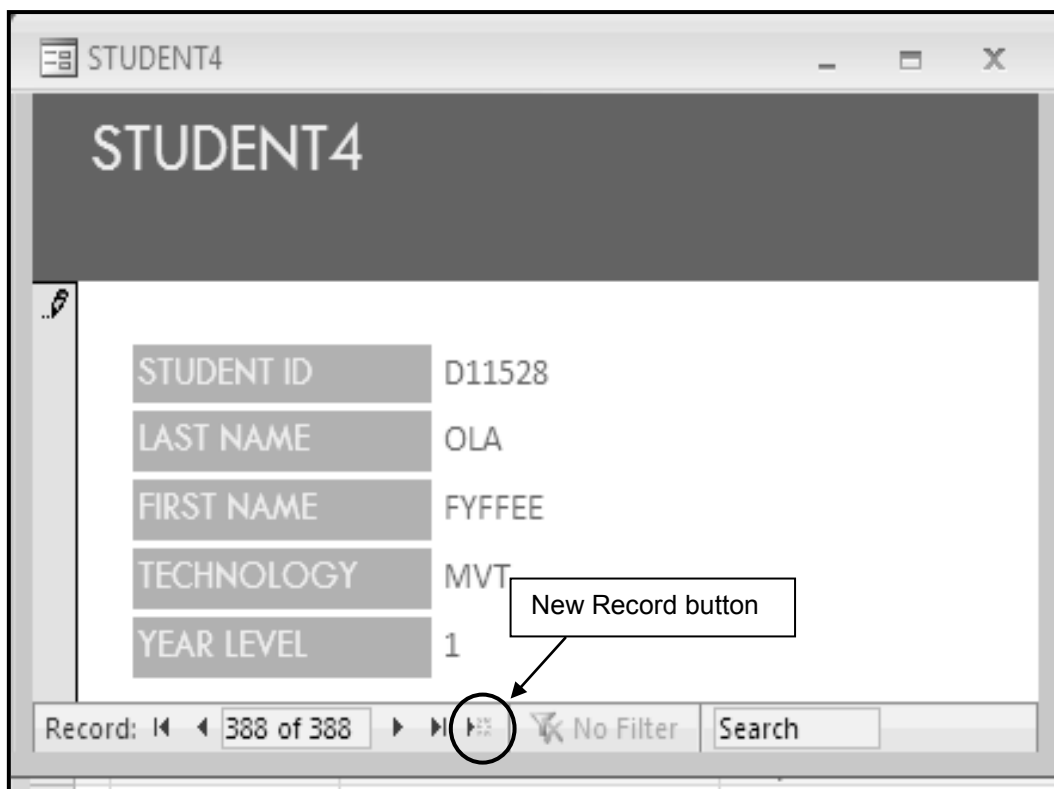 STUDENT4
STUDENT4
STUDENT ID D11528
LAST NAME OLA
FIRST NAME FYFFEE
TECHNOLOGY MVT
New Record button
YEAR LEVEL 1
Record: 388 of 388 No Filter Search